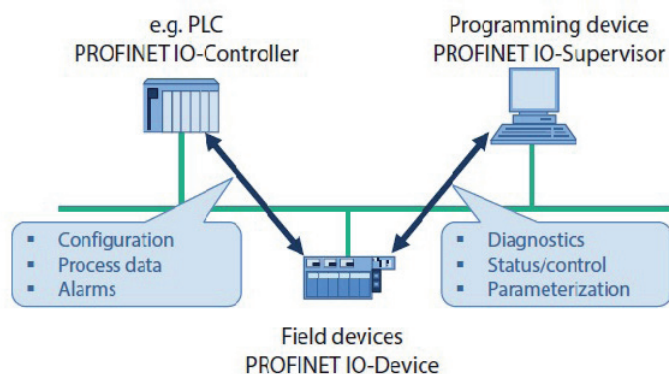 e.g. PLC
PROFINET IO-Controller
Programming device
PROFINET IO-Supervisor
▪ Configuration
▪ Process data
▪ Alarms
▪ Diagnostics
▪ Status/control
▪ Parameterization
Field devices
PROFINET IO-Device